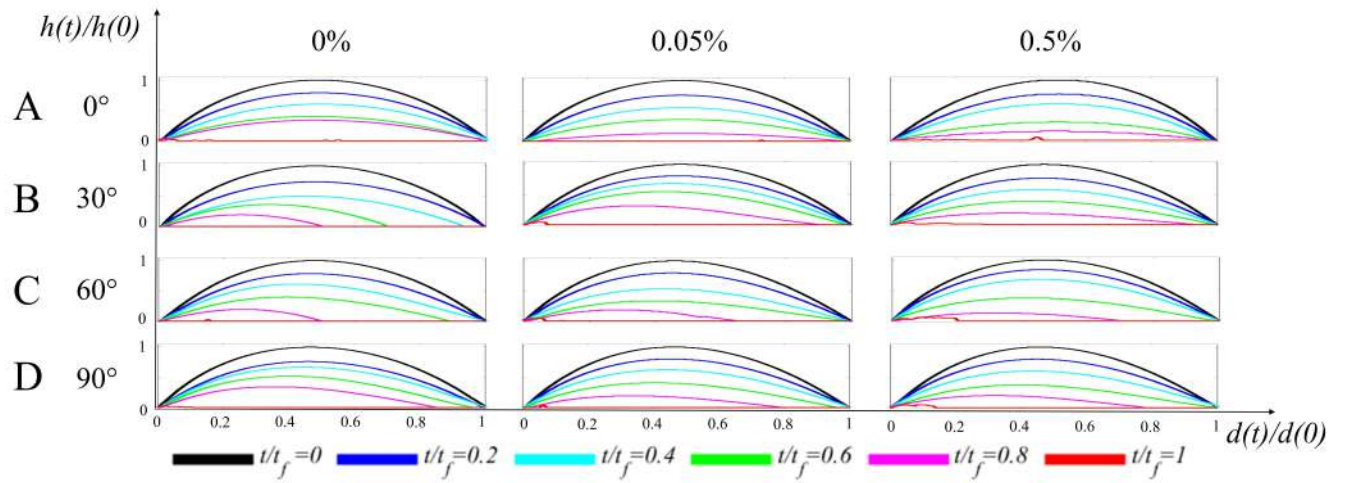 h(t)/h(0)
0% 0.05% 0.5%
A 0° 1
0
B 30° 1
0
C 60° 1
0
D 90° 1
0
0 0.2 0.4 0.6 0.8 1 0 0.2 0.4 0.6 0.8 1 0 0.2 0.4 0.6 0.8 1 d(t)/d(0)
t/tf=0 t/tf=0.2 t/tf=0.4 t/tf=0.6 t/tf=0.8 t/tf=1